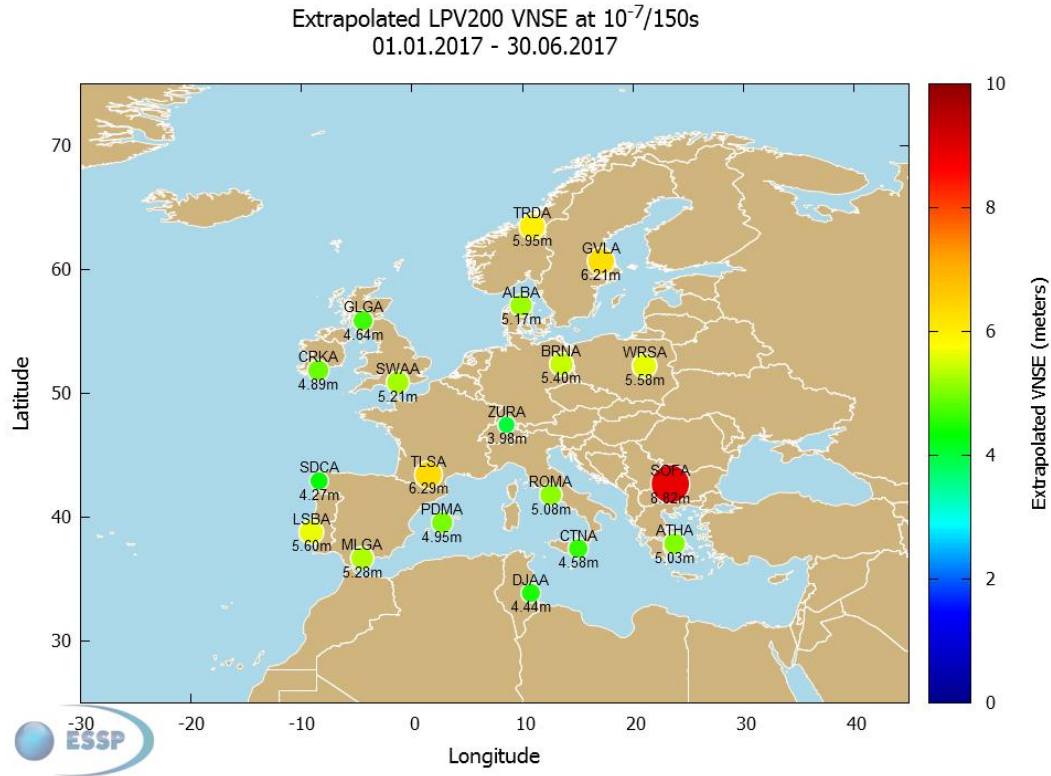 Extrapolated LPV200 VNSE at 10⁻⁷/150s
01.01.2017 - 30.06.2017
10
8
6
4
2
0
Extrapolated VNSE (meters)
Latitude
70
60
50
40
30
TRDA
5.95m
GVLA
6.21m
ALBA
5.17m
GLGA
4.64m
CRKA
4.89m
SWAA
5.21m
BRNA
5.40m
WRSA
5.58m
ZURA
3.98m
SDCA
4.27m
TLSA
6.29m
ROMA
5.08m
SOFA
8.82m
LSBA
5.60m
PDMA
4.95m
MLGA
5.28m
CTNA
4.58m
ATHA
5.03m
DJAA
4.44m
-30
-20
-10
0
10
20
30
40
Longitude
ESSP